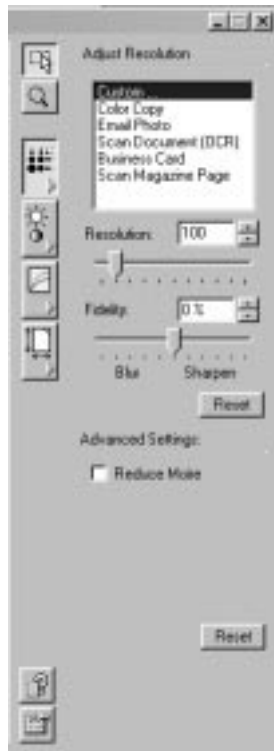 Adjust Resolution
Custom...
Color Copy
Email Photo
Scan Document (OCR)
Business Card
Scan Magazine Page
Resolution: 100
Fidelity: 0 %
Blur Sharpen
Reset
Advanced Settings:
Reduce Moire
Reset